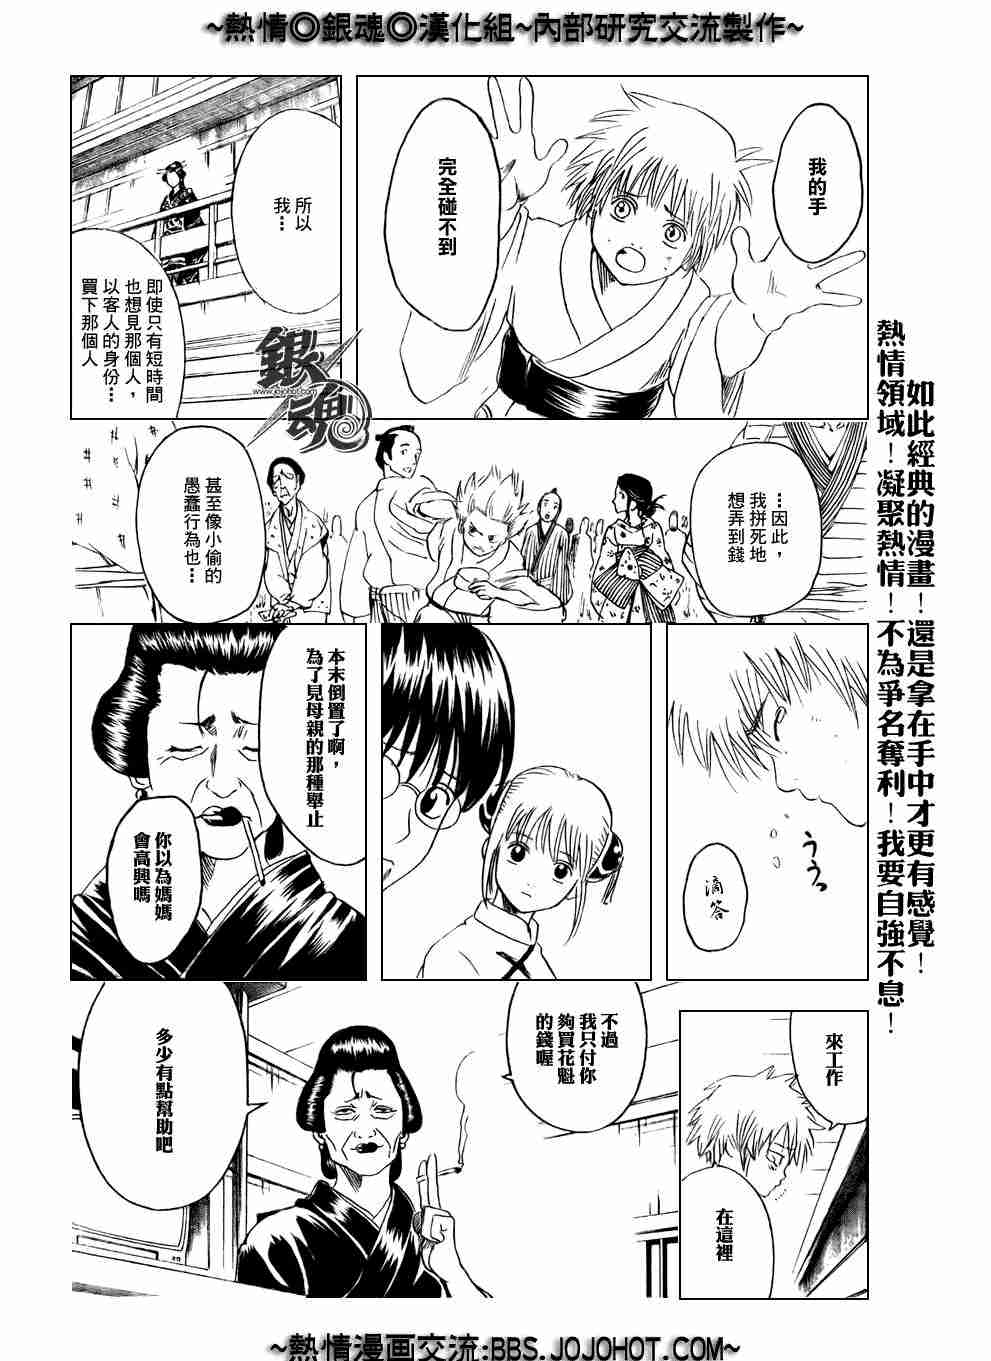 ~熱情◎銀魂◎漢化組~內部研究交流製作~
我的手
完全碰不到
所以
我…
即使只有短時間
也想見那個人，
以客人的身份…
買下那個人
銀魂
www.jojohot.com
…因此，
我拼死地
想弄到錢
甚至像小偷的
愚蠢行為也…
うぅっ
滴答
本末倒置了啊，
為了見母親的那種舉止
你以為媽媽
會高興嗎
來工作
在這裡
不過
我只付你
夠買花魁
的錢喔
多少有點幫助吧
如此經典的漫畫！還是拿在手中才更有感覺！
熱情領域！凝聚熱情！不為爭名奪利！我要自強不息！
~熱情漫画交流:BBS.JOJOHOT.COM~